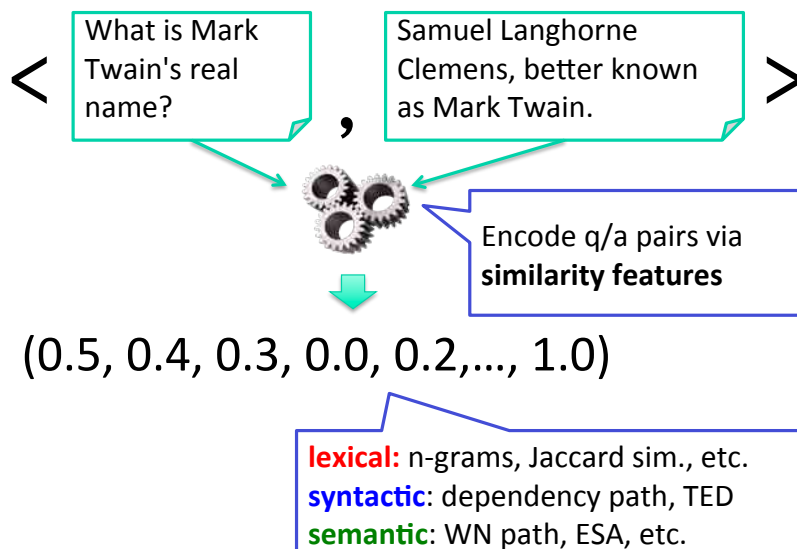 <
What is Mark
Twain's real
name?
,
Samuel Langhorne
Clemens, better known
as Mark Twain.
>
Encode q/a pairs via
similarity features
(0.5, 0.4, 0.3, 0.0, 0.2,..., 1.0)
lexical: n-grams, Jaccard sim., etc.
syntactic: dependency path, TED
semantic: WN path, ESA, etc.